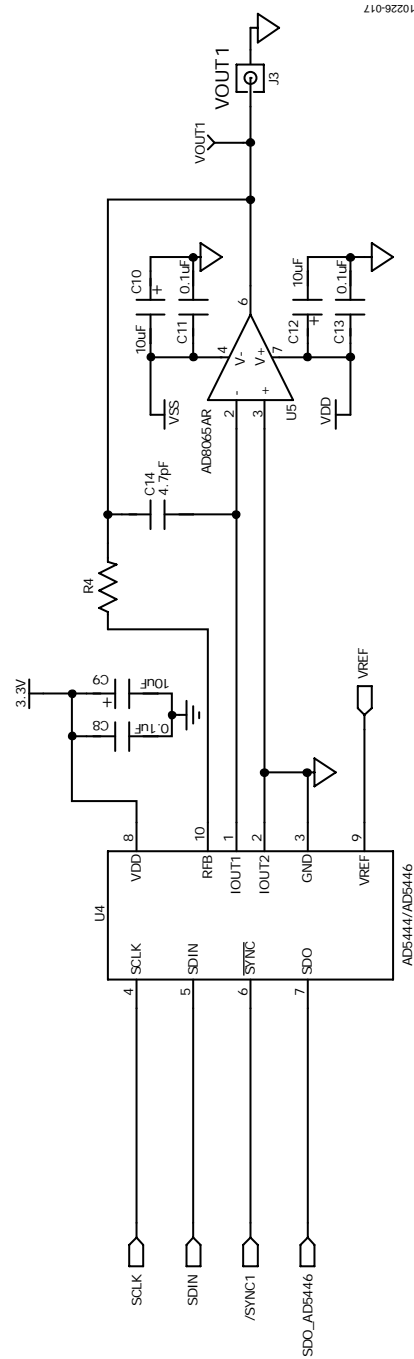 SCLK
SDIN
/SYNC1
SDO_AD5446
4
5
6
7
U4
SCLK
SDIN
SYNC
SDO
VDD
RFB
IOUT1
IOUT2
GND
VREF
AD5444/AD5446
8
10
1
2
3
9
3.3V
C8
0.1uF
C9
+
10uF
R4
C14
4.7pF
VREF
AD8065AR
2
3
-
+
4
V-
V+
7
6
U5
VSS
10uF
C10
+
C11
0.1uF
VDD
C12
+
10uF
C13
0.1uF
VOUT1
VOUT1
J3
10226-017